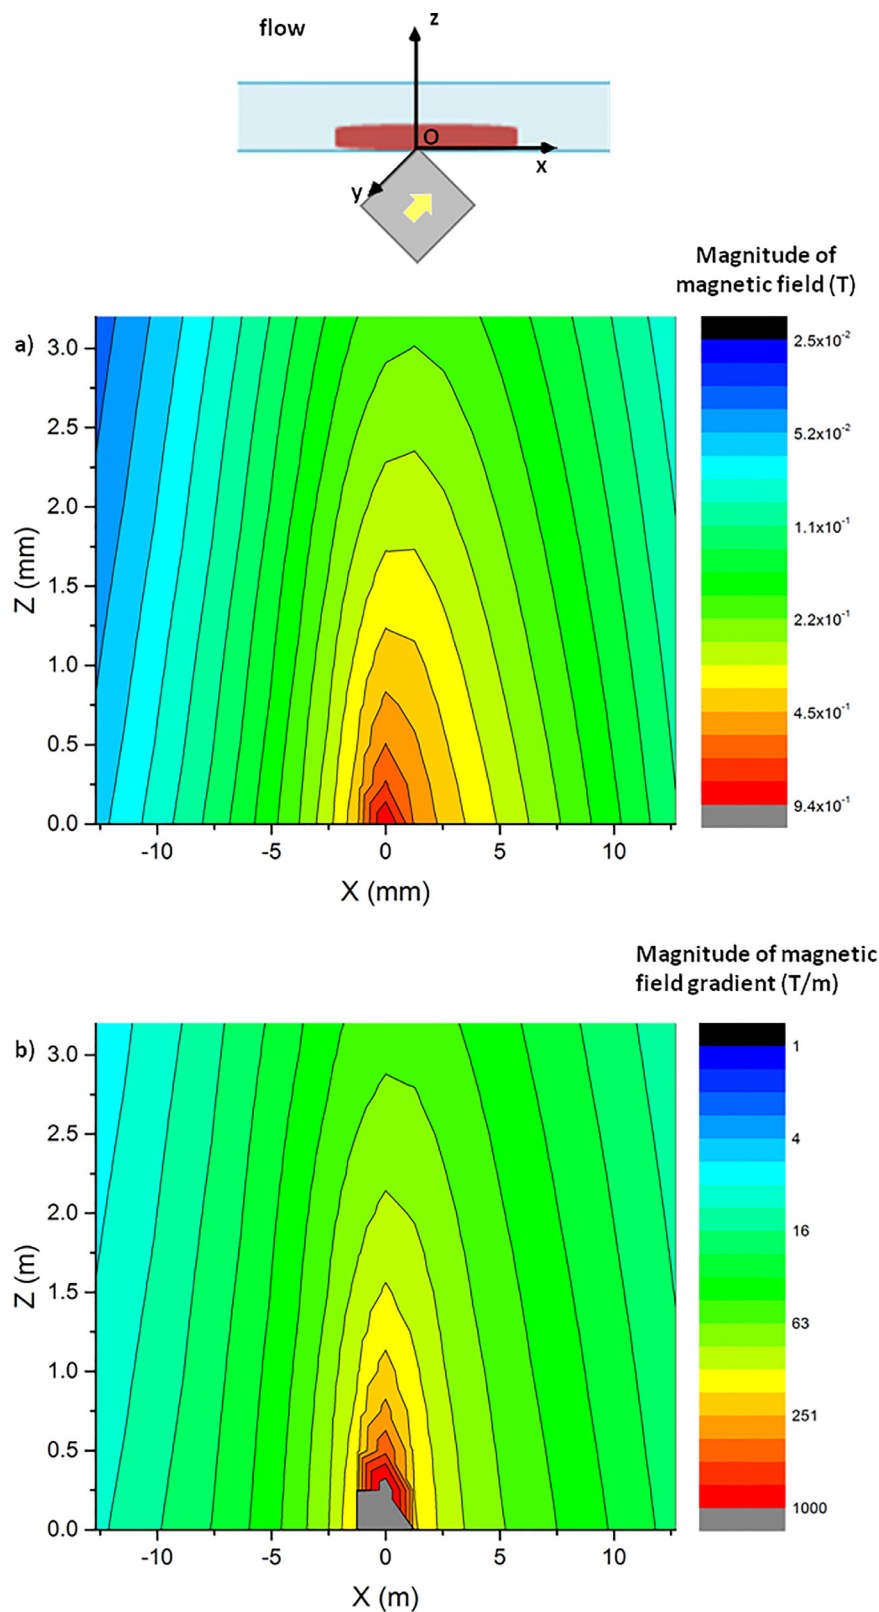 flow
z
O
x
y
Magnitude of
magnetic field (T)
a)
3.0
2.5
2.0
1.5
1.0
0.5
0.0
Z (mm)
-10
-5
0
5
10
X (mm)
2.5x10⁻²
5.2x10⁻²
1.1x10⁻¹
2.2x10⁻¹
4.5x10⁻¹
9.4x10⁻¹
Magnitude of magnetic
field gradient (T/m)
b)
3.0
2.5
2.0
1.5
1.0
0.5
0.0
Z (m)
-10
-5
0
5
10
X (m)
1
4
16
63
251
1000